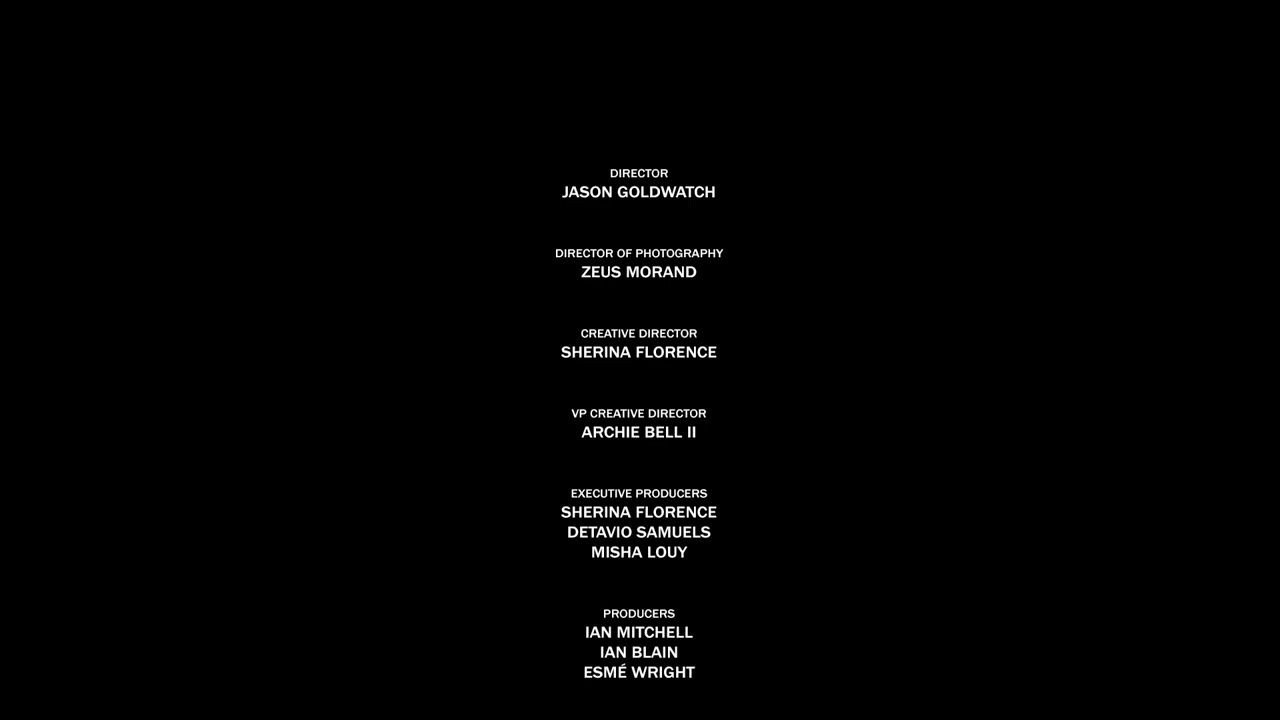 DIRECTOR
JASON GOLDWATCH
DIRECTOR OF PHOTOGRAPHY
ZEUS MORAND
CREATIVE DIRECTOR
SHERINA FLORENCE
VP CREATIVE DIRECTOR
ARCHIE BELL II
EXECUTIVE PRODUCERS
SHERINA FLORENCE
DETAVIO SAMUELS
MISHA LOUY
PRODUCERS
IAN MITCHELL
IAN BLAIN
ESMÉ WRIGHT